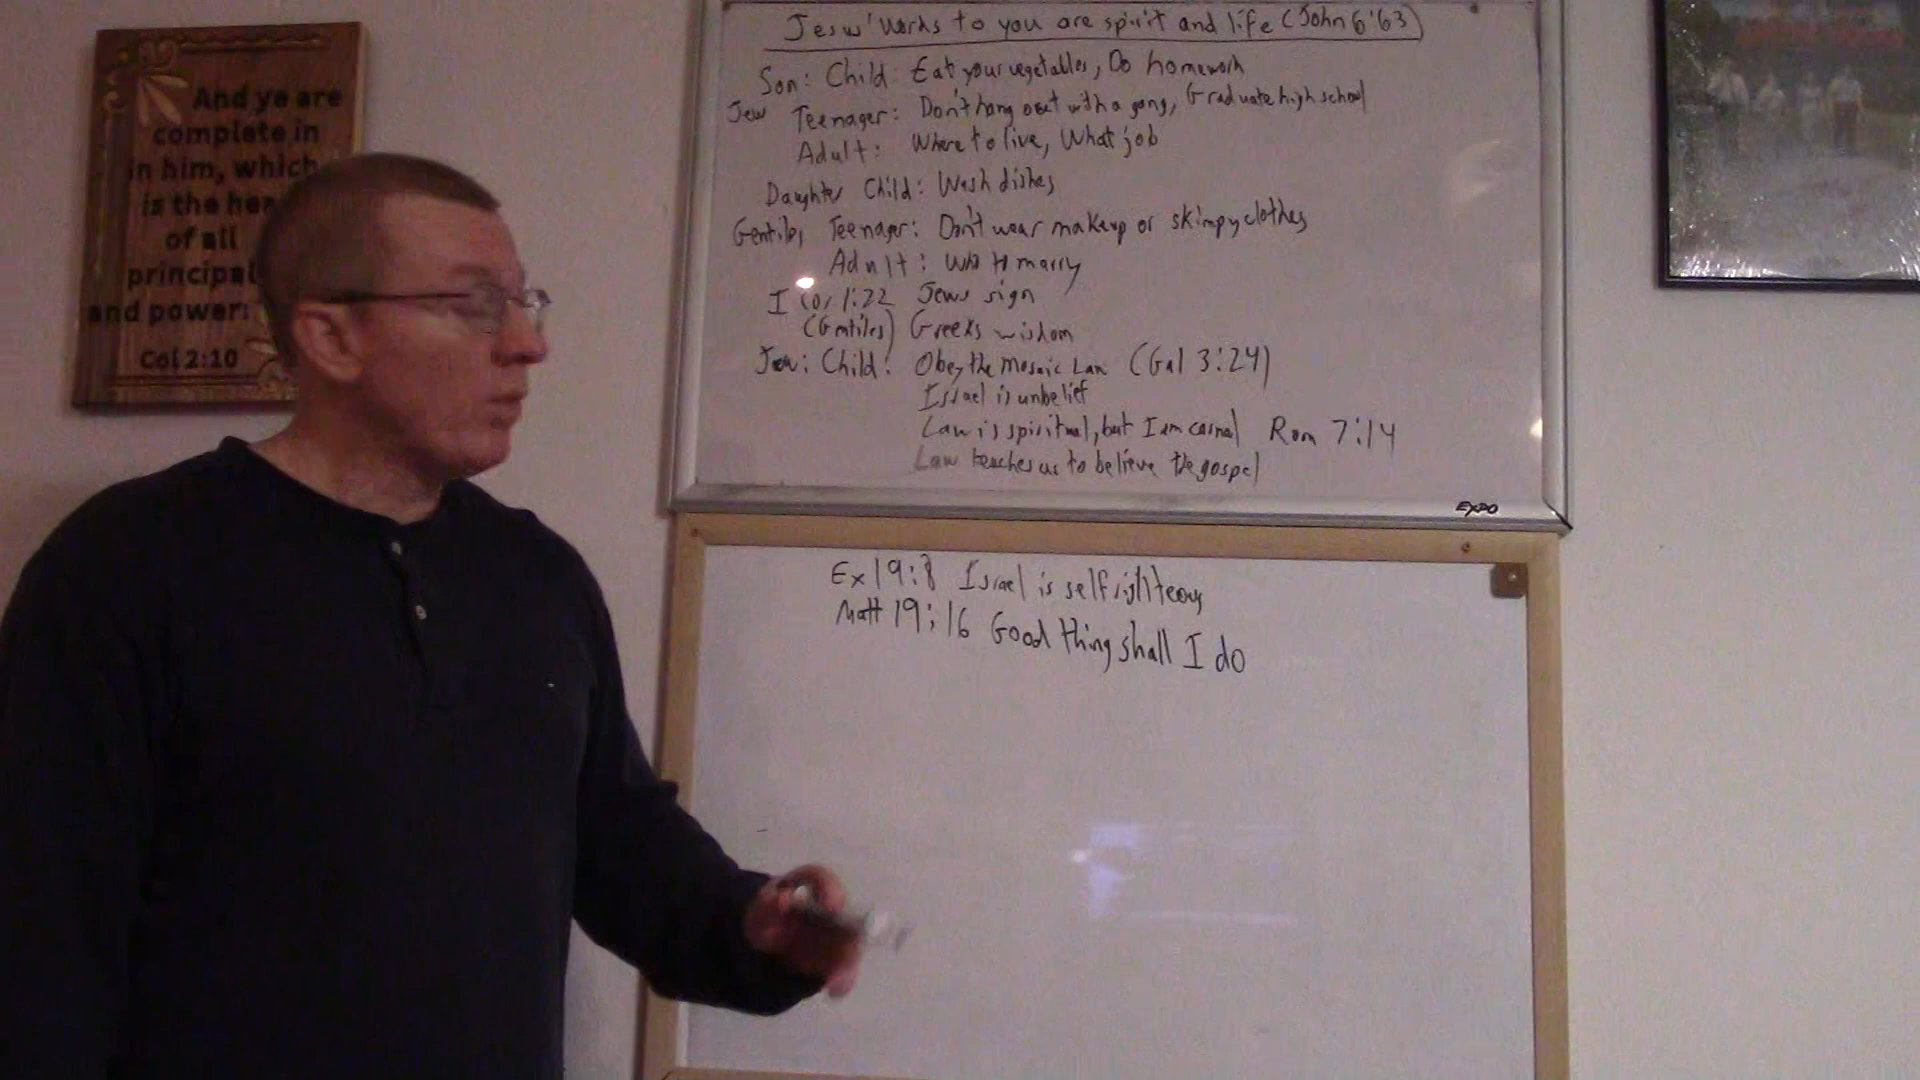 And ye are
complete in
in him, which
is the hea
of all
principal
and power:
Col 2:10
Jesus' words to you are spirit and life (John 6:63)
Son: Child: Eat your vegetables, Do homework
Jew Teenager: Don't hang out with a gang, Graduate high school
Adult: Where to live, What job
Daughter Child: Wash dishes
Gentiles Teenager: Don't wear makeup or skimpy clothes
Adult: Who to marry
I Cor 1:22 Jews sign
(Gentiles) Greeks wisdom
Jew: Child: Obey the Mosaic Law (Gal 3:24)
Israel is unbelief
Law is spiritual, but I am carnal Rom 7:14
Law teaches us to believe the gospel
EXPO
Ex 19:8 Israel is self righteous
Matt 19:16 Good thing shall I do